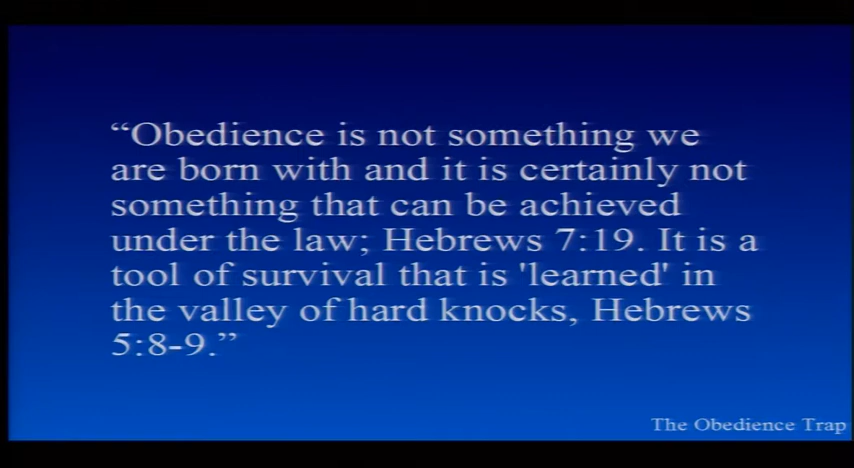 “Obedience is not something we
are born with and it is certainly not
something that can be achieved
under the law; Hebrews 7:19. It is a
tool of survival that is 'learned' in
the valley of hard knocks, Hebrews
5:8-9.”
The Obedience Trap